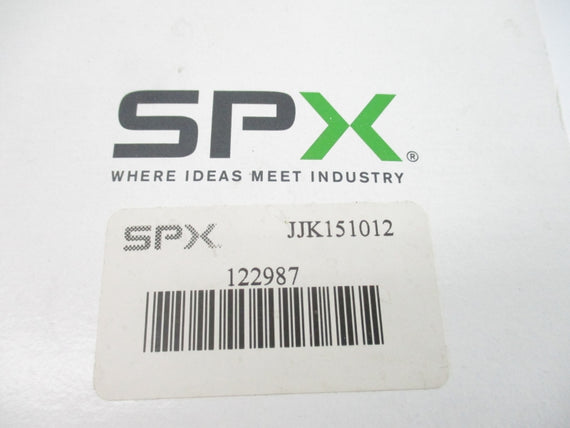 SPX®
WHERE IDEAS MEET INDUSTRY
SPX JJK151012
122987